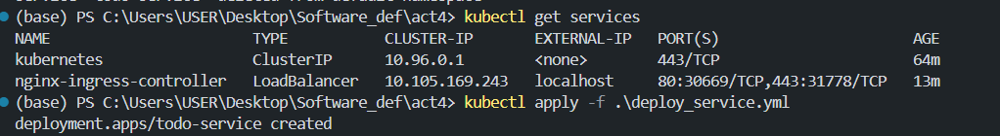 (base) PS C:\Users\USER\Desktop\Software_def\act4> kubectl get services
NAME TYPE CLUSTER-IP EXTERNAL-IP PORT(S) AGE
kubernetes ClusterIP 10.96.0.1 <none> 443/TCP 64m
nginx-ingress-controller LoadBalancer 10.105.169.243 localhost 80:30669/TCP,443:31778/TCP 13m
(base) PS C:\Users\USER\Desktop\Software_def\act4> kubectl apply -f .\deploy_service.yml
deployment.apps/todo-service created